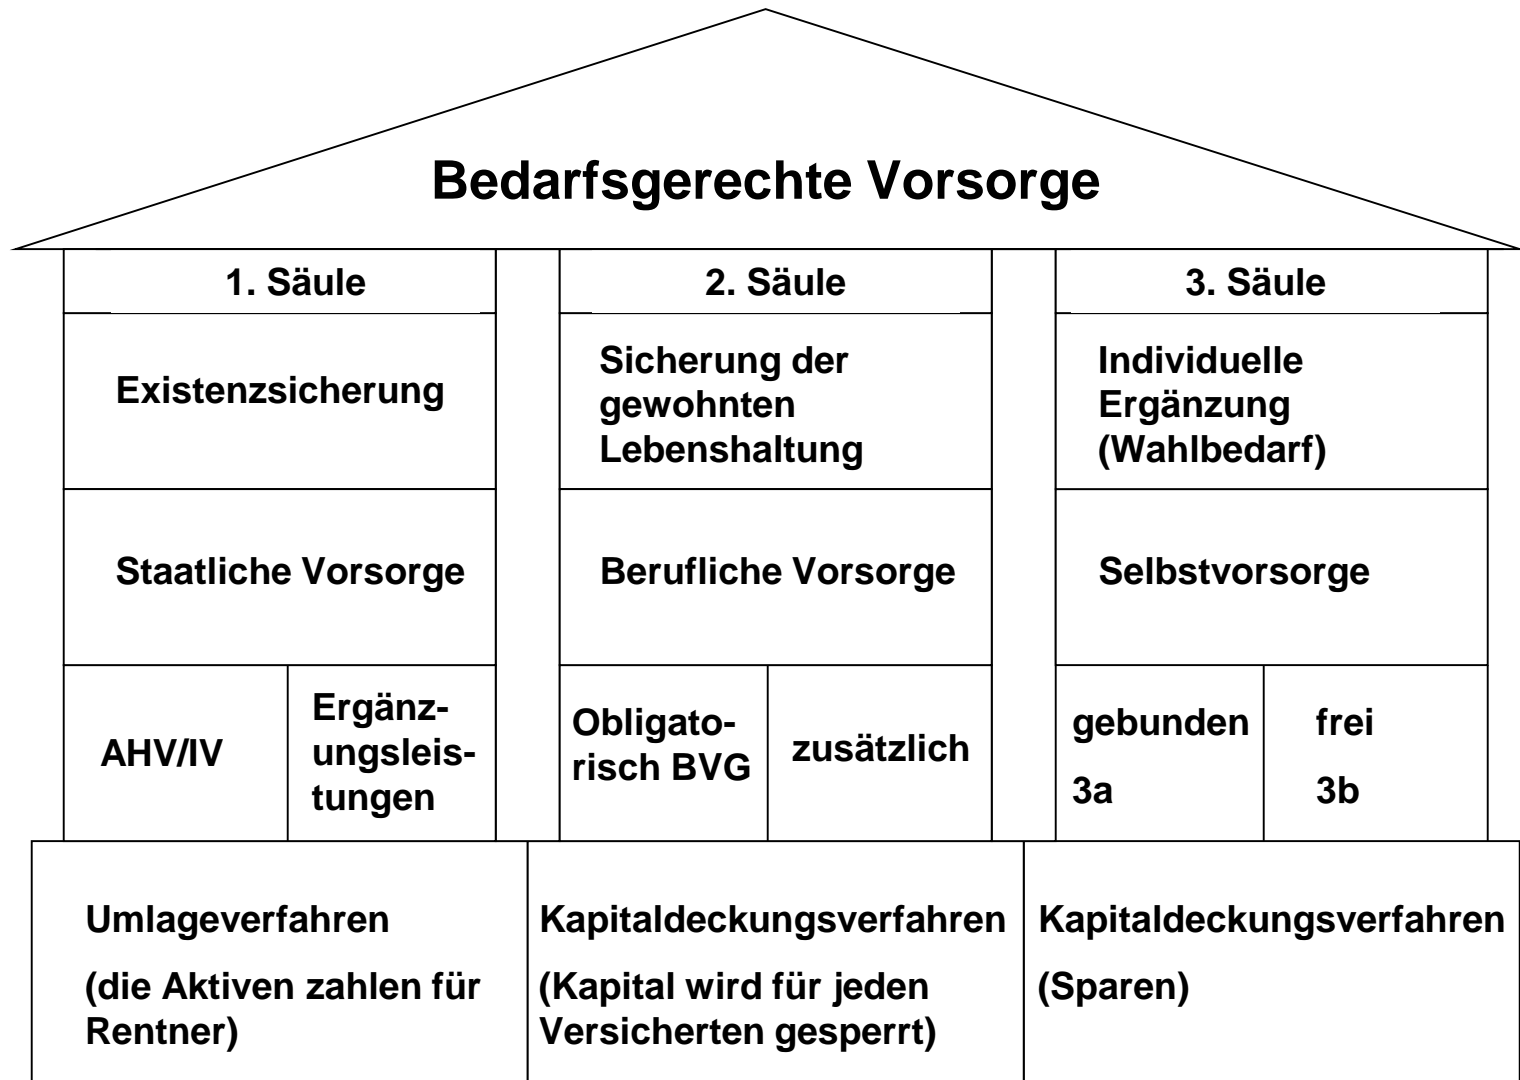 Bedarfsgerechte Vorsorge
1. Säule
Existenzsicherung
Staatliche Vorsorge
AHV/IV
Ergänz-
ungsleis-
tungen
Umlageverfahren
(die Aktiven zahlen für
Rentner)
2. Säule
Sicherung der
gewohnten
Lebenshaltung
Berufliche Vorsorge
Obligato-
risch BVG
zusätzlich
Kapitaldeckungsverfahren
(Kapital wird für jeden
Versicherten gesperrt)
3. Säule
Individuelle
Ergänzung
(Wahlbedarf)
Selbstvorsorge
gebunden
3a
frei
3b
Kapitaldeckungsverfahren
(Sparen)